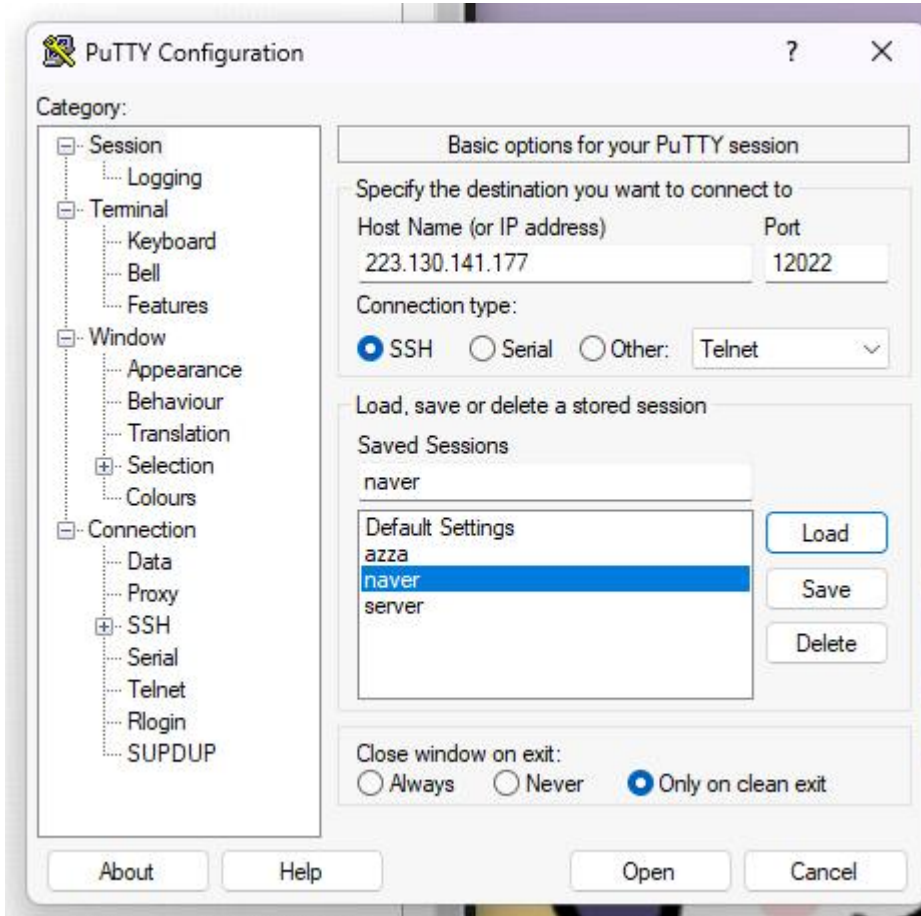 PuTTY Configuration
?
Category:
Session
Logging
Terminal
Keyboard
Bell
Features
Window
Appearance
Behaviour
Translation
Selection
Colours
Connection
Data
Proxy
SSH
Serial
Telnet
Rlogin
SUPDUP
Basic options for your PuTTY session
Specify the destination you want to connect to
Host Name (or IP address) Port
223.130.141.177 12022
Connection type:
SSH Serial Other: Telnet
Load, save or delete a stored session
Saved Sessions
naver
Default Settings
azza
naver
server
Load
Save
Delete
Close window on exit:
Always Never Only on clean exit
About Help Open Cancel